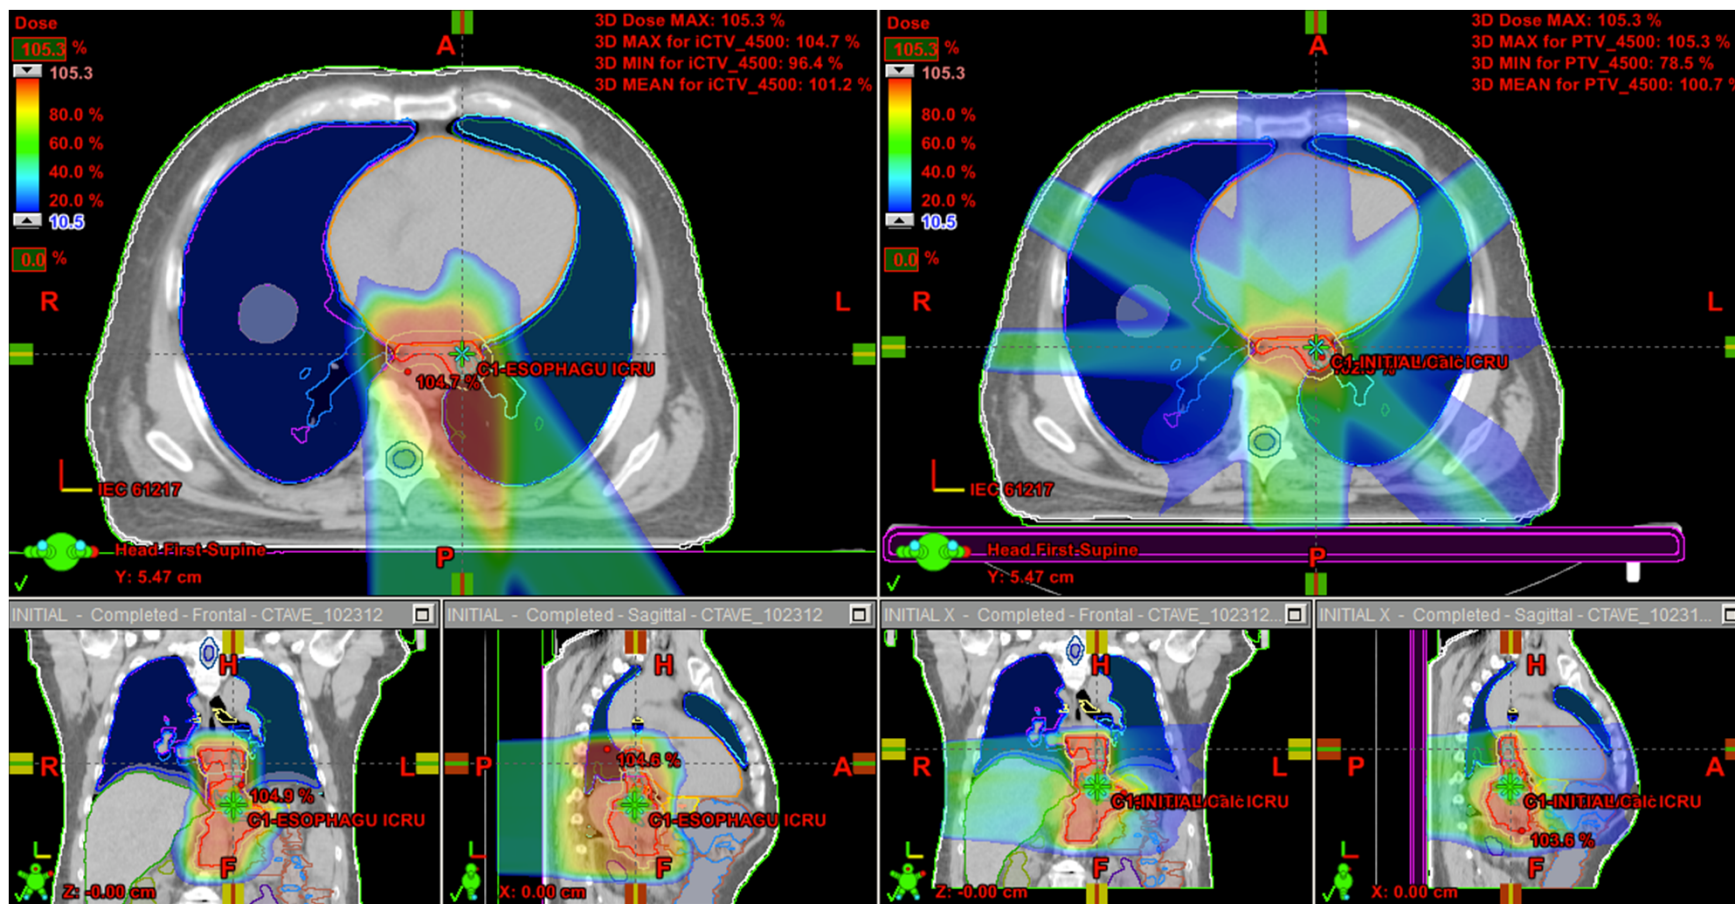 Dose
105.3 %
105.3
80.0 %
60.0 %
40.0 %
20.0 %
10.5
0.0 %
A
3D Dose MAX: 105.3 %
3D MAX for iCTV_4500: 104.7 %
3D MIN for iCTV_4500: 96.4 %
3D MEAN for iCTV_4500: 101.2 %
R
L
C1-ESOPHAGU ICRU
104.7 %
IEC 61217
Head First-Supine
Y: 5.47 cm
P
Dose
105.3 %
105.3
80.0 %
60.0 %
40.0 %
20.0 %
10.5
0.0 %
A
3D Dose MAX: 105.3 %
3D MAX for PTV_4500: 105.3 %
3D MIN for PTV_4500: 78.5 %
3D MEAN for PTV_4500: 100.7 %
R
L
C1-INITIAL/Calc ICRU
IEC 61217
Head First-Supine
Y: 5.47 cm
P
INITIAL - Completed - Frontal - CTAVE_102312
H
R
L
104.9 %
C1-ESOPHAGU ICRU
F
L
Z: -0.00 cm
INITIAL - Completed - Sagittal - CTAVE_102312
H
P
A
104.6 %
C1-ESOPHAGU ICRU
F
L
X: 0.00 cm
INITIAL X - Completed - Frontal - CTAVE_102312...
H
R
L
C1-INITIAL/Calc ICRU
F
L
Z: -0.00 cm
INITIAL X - Completed - Sagittal - CTAVE_10231...
H
P
A
C1-INITIAL/Calc ICRU
103.6 %
F
L
X: 0.00 cm